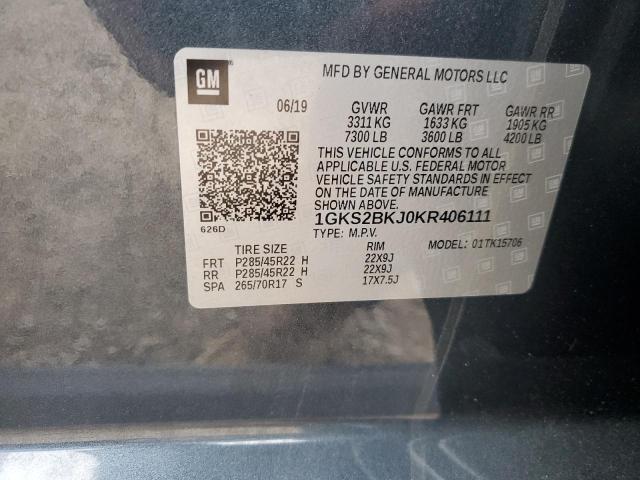 GM
MFD BY GENERAL MOTORS LLC
06/19 GVWR GAWR FRT GAWR RR
3311 KG 1633 KG 1905 KG
7300 LB 3600 LB 4200 LB
THIS VEHICLE CONFORMS TO ALL
APPLICABLE U.S. FEDERAL MOTOR
VEHICLE SAFETY STANDARDS IN EFFECT
ON THE DATE OF MANUFACTURE
SHOWN ABOVE.
1GKS2BKJ0KR406111
626D TYPE: M.P.V. MODEL: 01TK15706
TIRE SIZE RIM
FRT P285/45R22 H 22X9J
RR P285/45R22 H 22X9J
SPA 265/70R17 S 17X7.5J